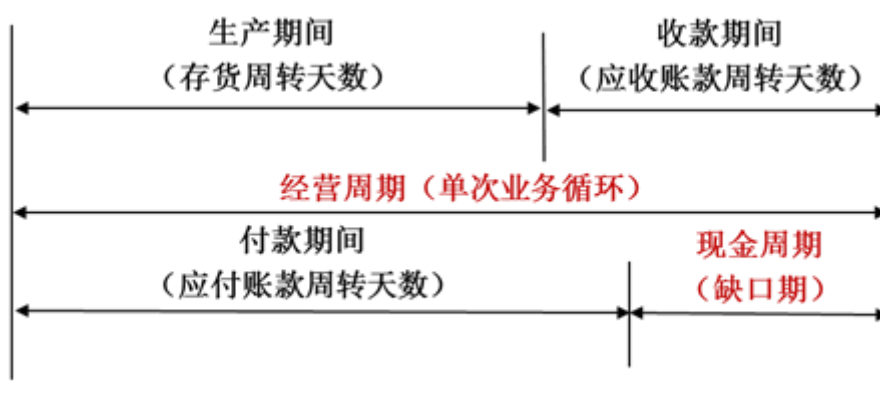 生产期间
（存货周转天数）
收款期间
（应收账款周转天数）
经营周期（单次业务循环）
付款期间
（应付账款周转天数）
现金周期
（缺口期）